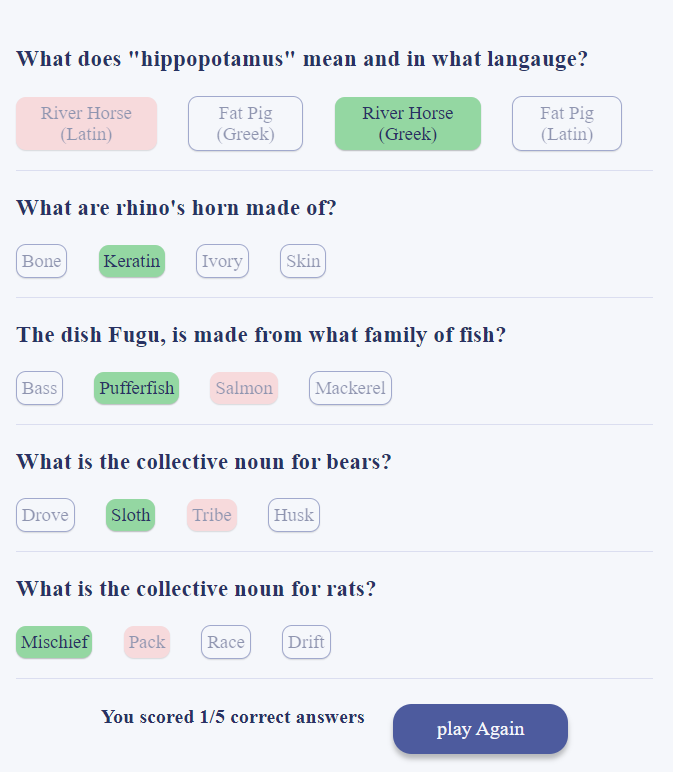 What does "hippopotamus" mean and in what langauge?
River Horse
(Latin)
Fat Pig
(Greek)
River Horse
(Greek)
Fat Pig
(Latin)
What are rhino's horn made of?
Bone Keratin Ivory Skin
The dish Fugu, is made from what family of fish?
Bass Pufferfish Salmon Mackerel
What is the collective noun for bears?
Drove Sloth Tribe Husk
What is the collective noun for rats?
Mischief Pack Race Drift
You scored 1/5 correct answers
play Again